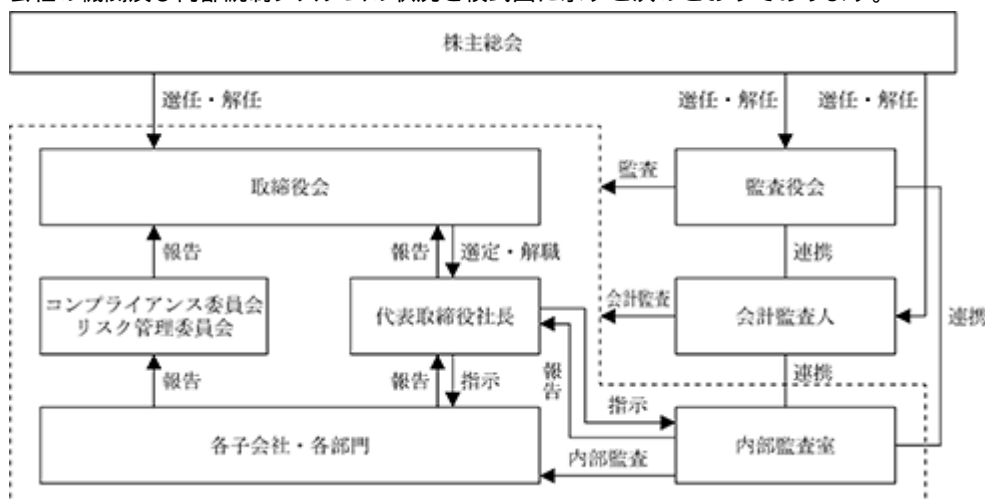 会社の機関及び内部統制システムの状況を模式図に示すと次のとおりであります。
株主総会
選任・解任
選任・解任
選任・解任
取締役会
監査
監査役会
報告
報告
選定・解職
連携
コンプライアンス委員会
リスク管理委員会
代表取締役社長
会計監査
会計監査人
連携
報告
報告
指示
報告
連携
指示
各子会社・各部門
内部監査
内部監査室